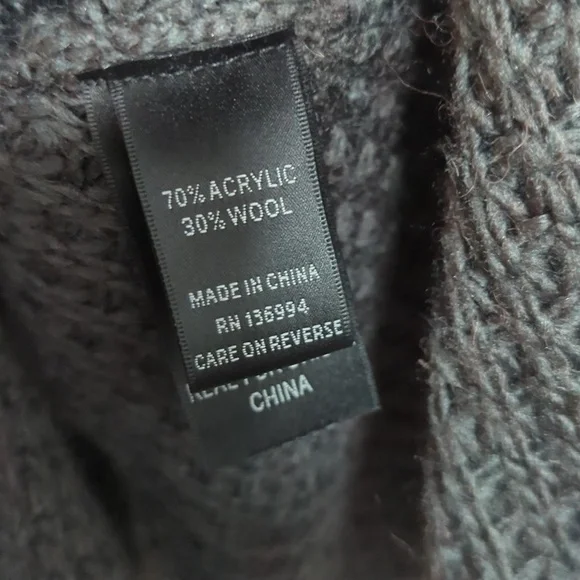 70% ACRYLIC
30% WOOL
MADE IN CHINA
RN 136994
CARE ON REVERSE
CHINA